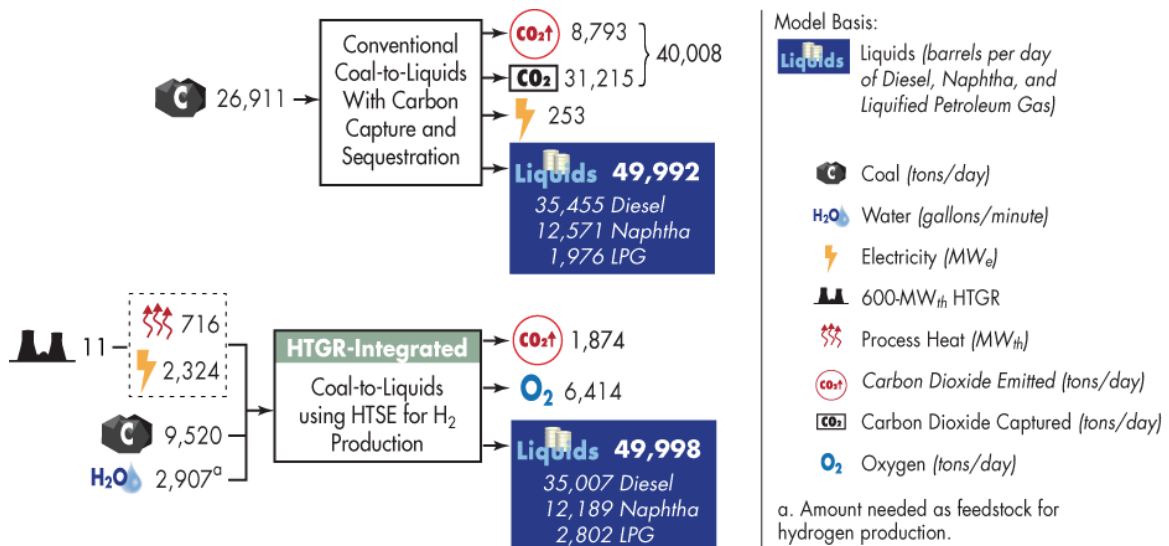 C 26,911
Conventional
Coal-to-Liquids
With Carbon
Capture and
Sequestration
CO₂↑ 8,793
CO₂ 31,215
40,008
253
Liquids 49,992
35,455 Diesel
12,571 Naphtha
1,976 LPG
11
716
2,324
C 9,520
H₂O 2,907ᵃ
HTGR-Integrated
Coal-to-Liquids
using HTSE for H₂
Production
CO₂↑ 1,874
O₂ 6,414
Liquids 49,998
35,007 Diesel
12,189 Naphtha
2,802 LPG
Model Basis:
Liquids Liquids (barrels per day
of Diesel, Naphtha, and
Liquified Petroleum Gas)
C Coal (tons/day)
H₂O Water (gallons/minute)
Electricity (MWₑ)
600-MWₜₕ HTGR
Process Heat (MWₜₕ)
CO₂↑ Carbon Dioxide Emitted (tons/day)
CO₂ Carbon Dioxide Captured (tons/day)
O₂ Oxygen (tons/day)
a. Amount needed as feedstock for
hydrogen production.